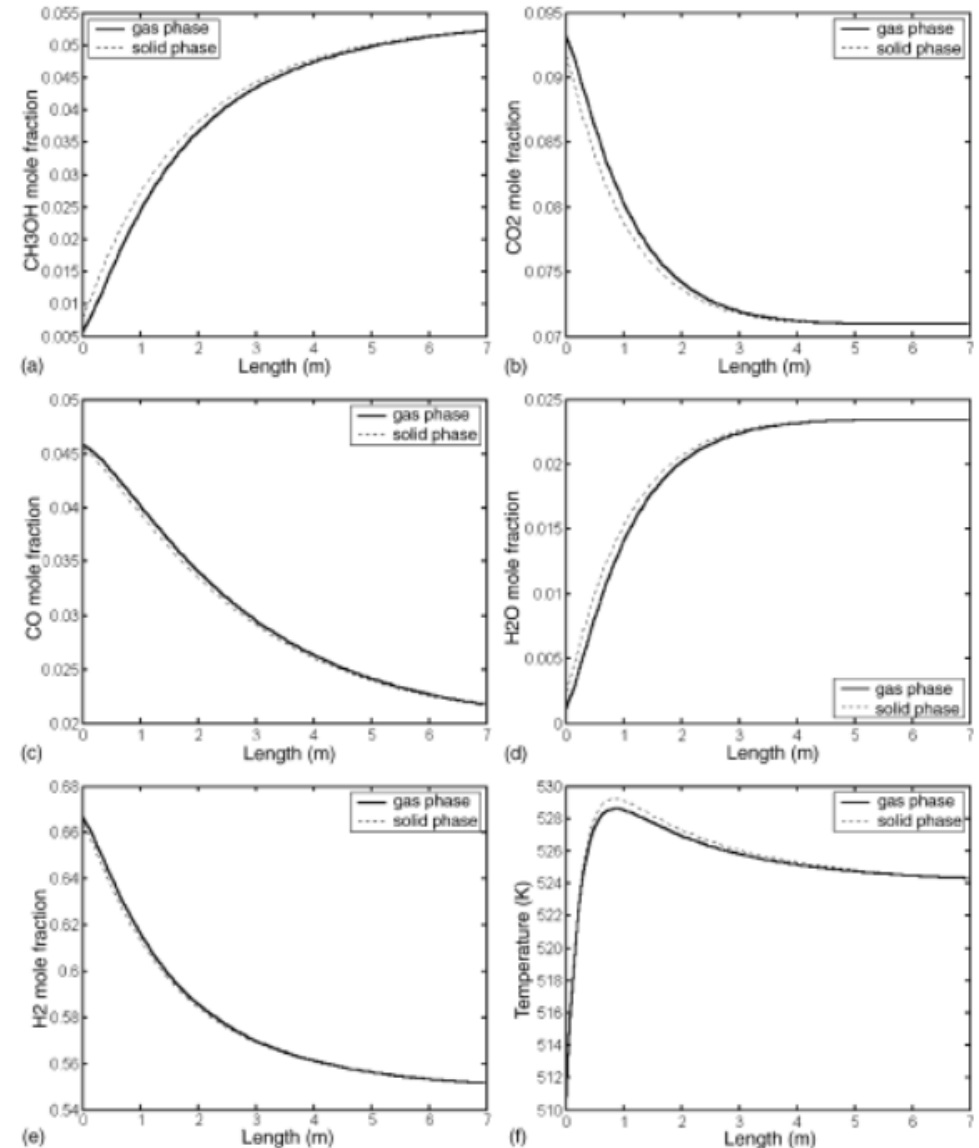 0.055
gas phase
solid phase
0.05
0.045
0.04
0.035
0.03
0.025
0.02
0.015
0.01
0.005
CH3OH mole fraction
0 1 2 3 4 5 6 7
(a) Length (m)
0.095
gas phase
solid phase
0.09
0.085
0.08
0.075
0.07
CO2 mole fraction
0 1 2 3 4 5 6 7
(b) Length (m)
0.05
gas phase
solid phase
0.045
0.04
0.035
0.03
0.025
0.02
CO mole fraction
0 1 2 3 4 5 6 7
(c) Length (m)
0.025
0.02
0.015
0.01
0.005
0
H2O mole fraction
gas phase
solid phase
0 1 2 3 4 5 6 7
(d) Length (m)
0.68
gas phase
solid phase
0.66
0.64
0.62
0.6
0.58
0.56
0.54
H2 mole fraction
0 1 2 3 4 5 6 7
(e) Length (m)
530
gas phase
solid phase
528
526
524
522
520
518
516
514
512
510
Temperature (K)
0 1 2 3 4 5 6 7
(f) Length (m)